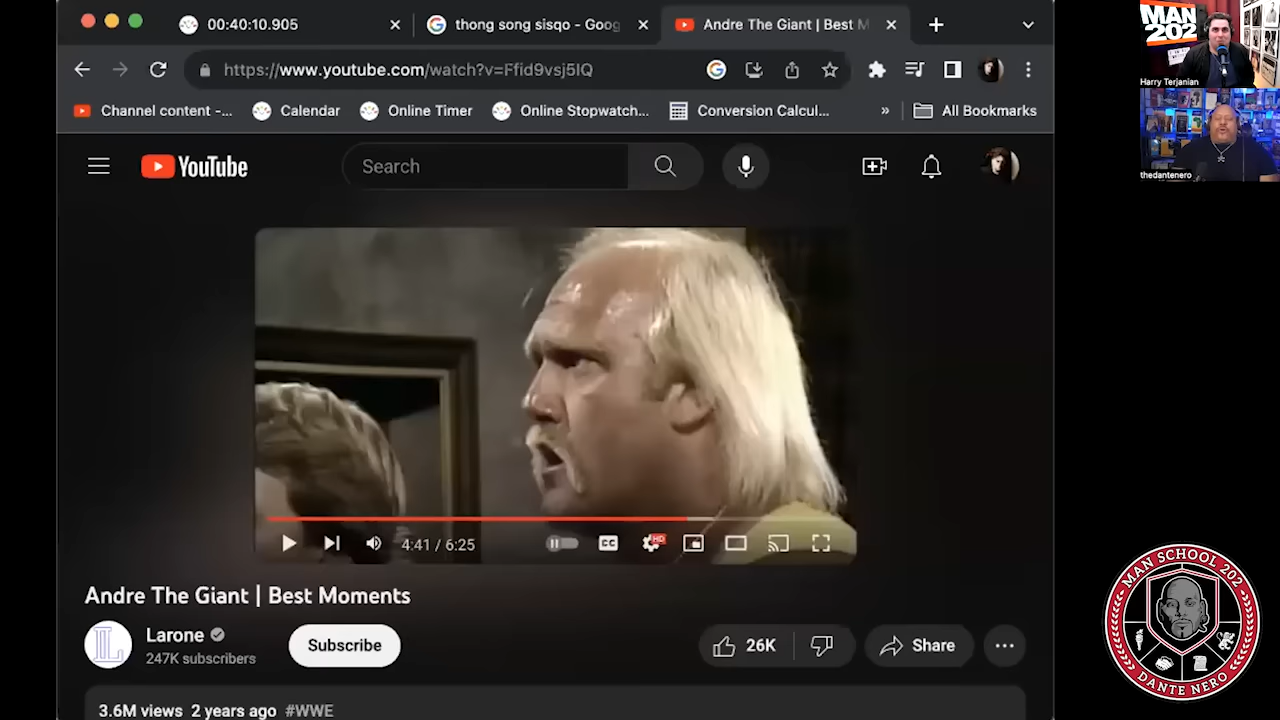 00:40:10.905
thong song sisqo - Goog
Andre The Giant | Best M
https://www.youtube.com/watch?v=Ffid9vsj5lQ
Channel content -...
Calendar
Online Timer
Online Stopwatch...
Conversion Calcul...
»
All Bookmarks
YouTube
Search
4:41 / 6:25
CC
HD
Andre The Giant | Best Moments
Larone
247K subscribers
Subscribe
26K
Share
3.6M views 2 years ago #WWE
MAN
202
Harry Terjanian
thedantenero
MAN SCHOOL 202
DANTE NERO